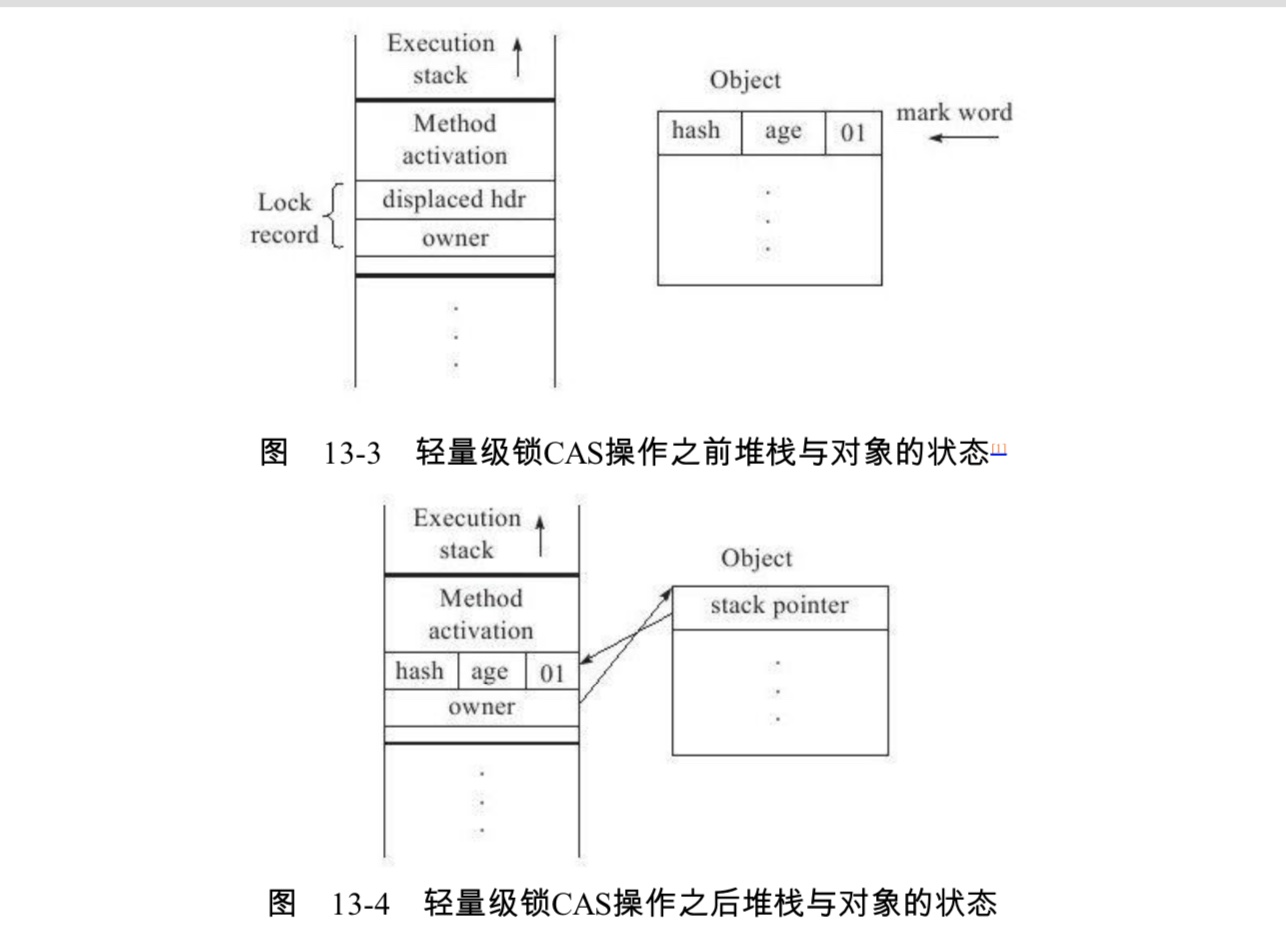 Execution
stack
Object
mark word
hash age 01
Method
activation
Lock
record
displaced hdr
owner
图 13-3 轻量级锁CAS操作之前堆栈与对象的状态[1]
Execution
stack
Object
Method
activation
stack pointer
hash age 01
owner
图 13-4 轻量级锁CAS操作之后堆栈与对象的状态